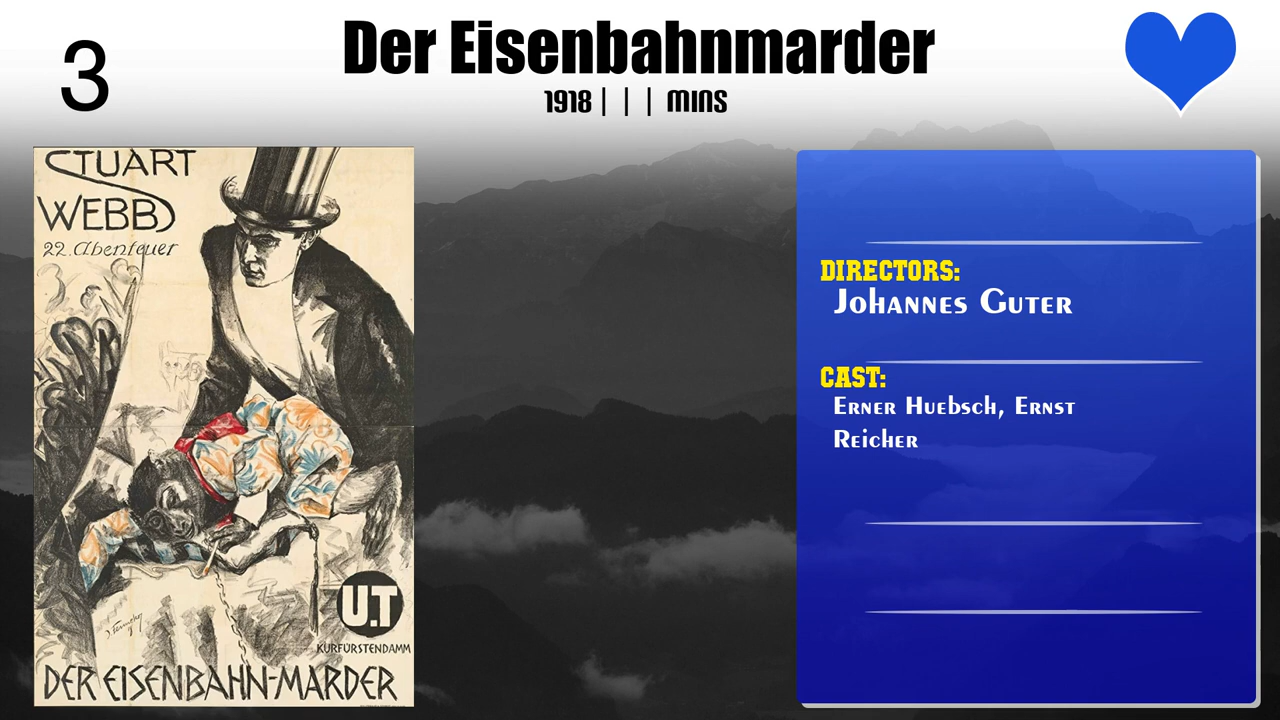 3
Der Eisenbahnmarder
1918 | | | MINS
STUART
WEBBS
22. Abenteuer
U.T
KURFÜRSTENDAMM
DER EISENBAHN-MARDER
DIRECTORS:
Johannes Guter
CAST:
Erner Huebsch, Ernst
Reicher